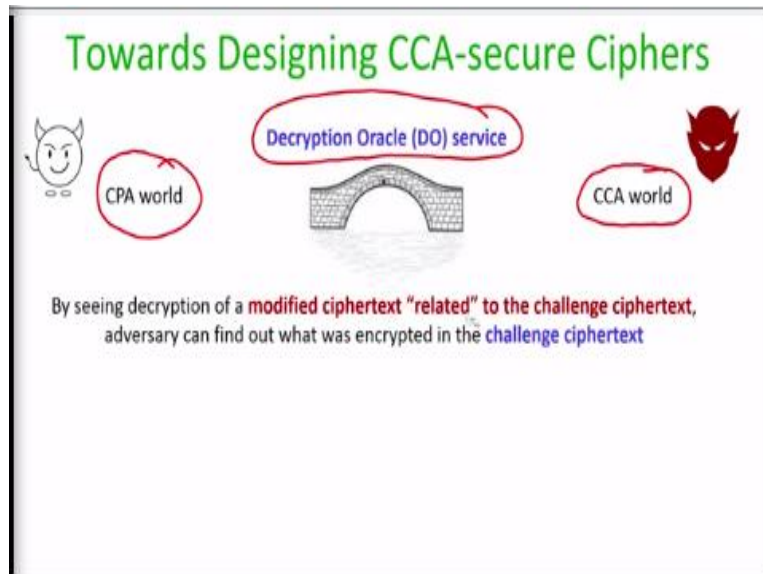 Towards Designing CCA-secure Ciphers
Decryption Oracle (DO) service
CPA world
CCA world
By seeing decryption of a modified ciphertext “related” to the challenge ciphertext,
adversary can find out what was encrypted in the challenge ciphertext